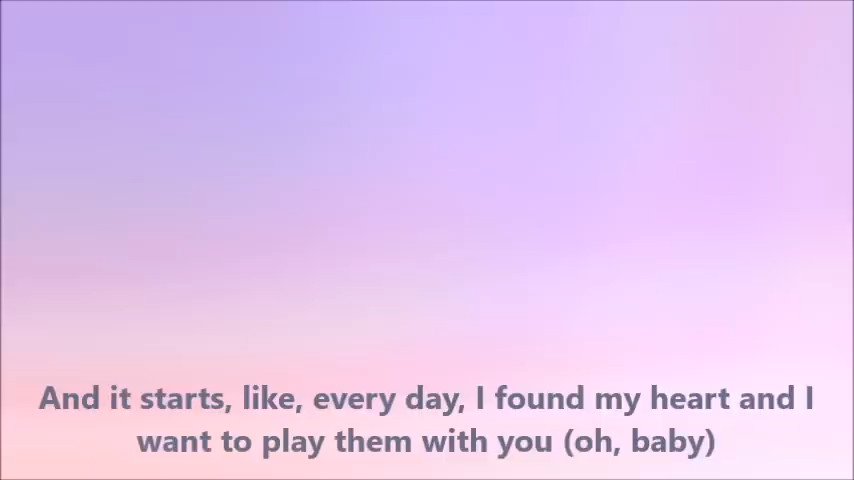 And it starts, like, every day, I found my heart and I
want to play them with you (oh, baby)